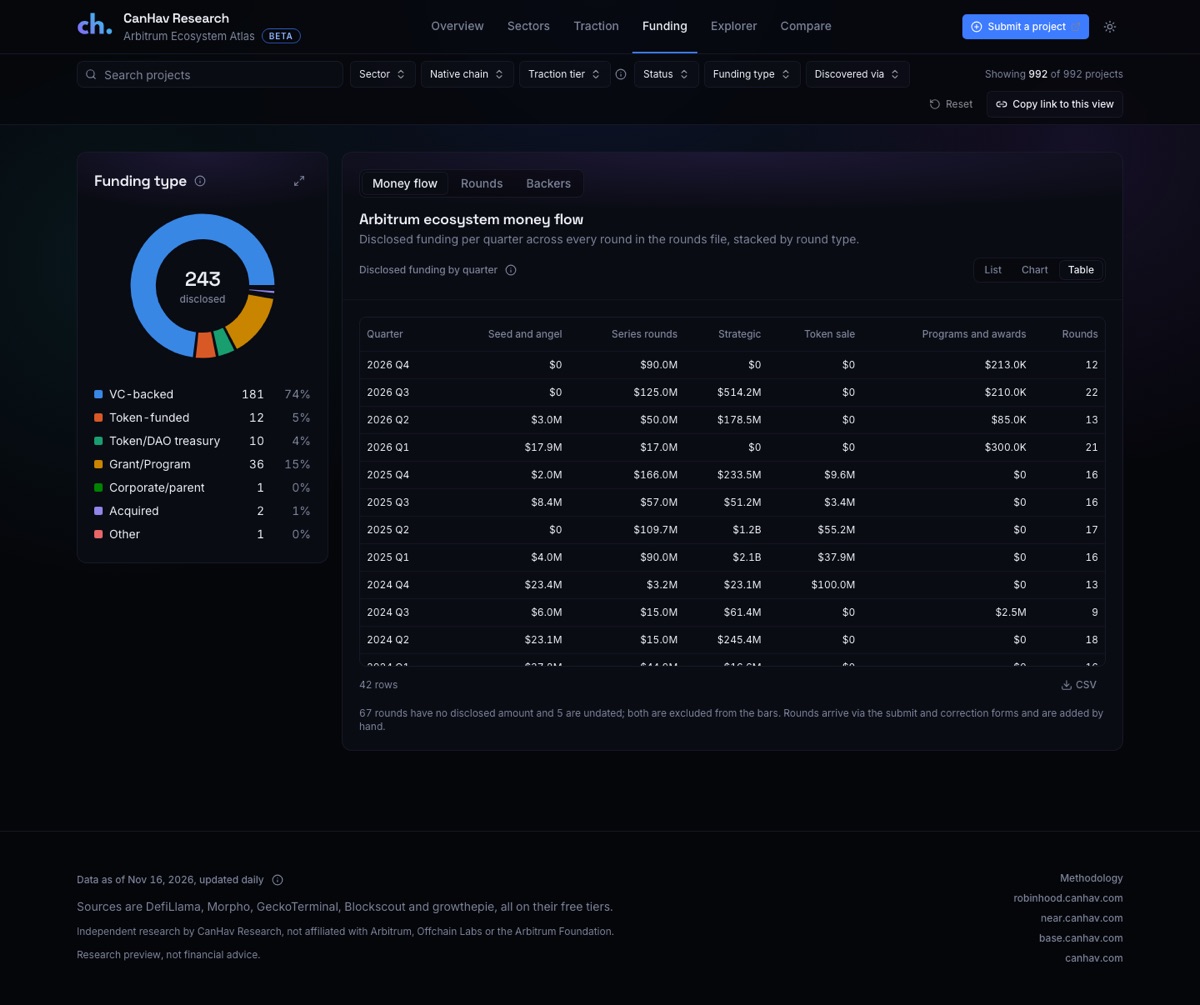 ch.
CanHav Research
Arbitrum Ecosystem Atlas BETA
Overview Sectors Traction Funding Explorer Compare
Submit a project
Search projects
Sector Native chain Traction tier Status Funding type Discovered via
Showing 992 of 992 projects
Reset Copy link to this view
Funding type
243
disclosed
VC-backed 181 74%
Token-funded 12 5%
Token/DAO treasury 10 4%
Grant/Program 36 15%
Corporate/parent 1 0%
Acquired 2 1%
Other 1 0%
Money flow Rounds Backers
Arbitrum ecosystem money flow
Disclosed funding per quarter across every round in the rounds file, stacked by round type.
Disclosed funding by quarter
List Chart Table
Quarter Seed and angel Series rounds Strategic Token sale Programs and awards Rounds
2026 Q4 $0 $90.0M $0 $0 $213.0K 12
2026 Q3 $0 $125.0M $514.2M $0 $210.0K 22
2026 Q2 $3.0M $50.0M $178.5M $0 $85.0K 13
2026 Q1 $17.9M $17.0M $0 $0 $300.0K 21
2025 Q4 $2.0M $166.0M $233.5M $9.6M $0 16
2025 Q3 $8.4M $57.0M $51.2M $3.4M $0 16
2025 Q2 $0 $109.7M $1.2B $55.2M $0 17
2025 Q1 $4.0M $90.0M $2.1B $37.9M $0 16
2024 Q4 $23.4M $3.2M $23.1M $100.0M $0 13
2024 Q3 $6.0M $15.0M $61.4M $0 $2.5M 9
2024 Q2 $23.1M $15.0M $245.4M $0 $0 18
2024 Q1 $0 $0
42 rows
CSV
67 rounds have no disclosed amount and 5 are undated; both are excluded from the bars. Rounds arrive via the submit and correction forms and are added by
hand.
Data as of Nov 16, 2026, updated daily
Sources are DefiLlama, Morpho, GeckoTerminal, Blockscout and growthepie, all on their free tiers.
Independent research by CanHav Research, not affiliated with Arbitrum, Offchain Labs or the Arbitrum Foundation.
Research preview, not financial advice.
Methodology
robinhood.canhav.com
near.canhav.com
base.canhav.com
canhav.com